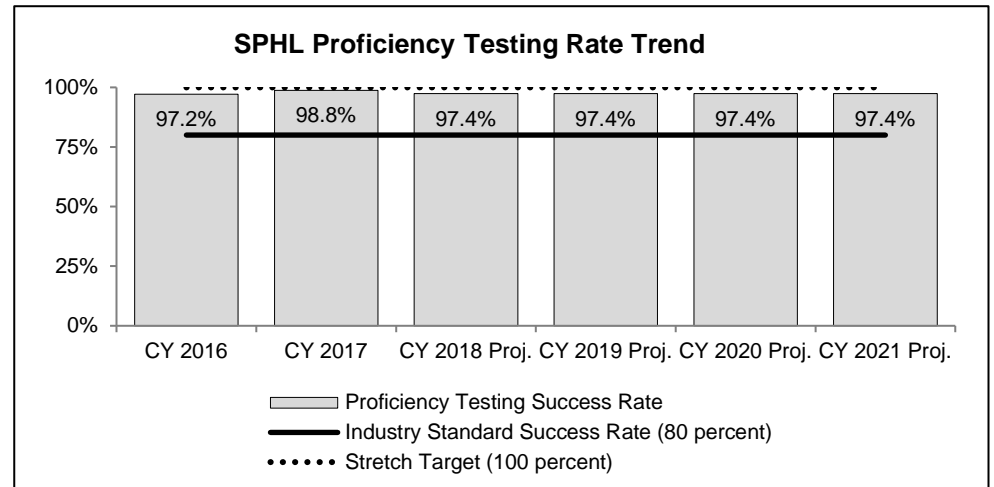 SPHL Proficiency Testing Rate Trend
100%
97.2% 98.8% 97.4% 97.4% 97.4% 97.4%
75%
50%
25%
0%
CY 2016 CY 2017 CY 2018 Proj. CY 2019 Proj. CY 2020 Proj. CY 2021 Proj.
Proficiency Testing Success Rate
Industry Standard Success Rate (80 percent)
Stretch Target (100 percent)